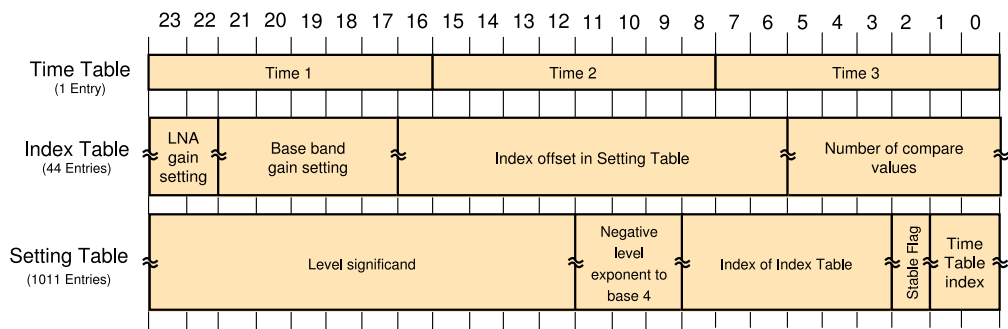 23 22 21 20 19 18 17 16 15 14 13 12 11 10 9 8 7 6 5 4 3 2 1 0
Time Table
(1 Entry)
Time 1
Time 2
Time 3
Index Table
(44 Entries)
LNA
gain
setting
Base band
gain setting
Index offset in Setting Table
Number of compare
values
Setting Table
(1011 Entries)
Level significand
Negative
level
exponent to
base 4
Index of Index Table
Stable Flag
Time
Table
index